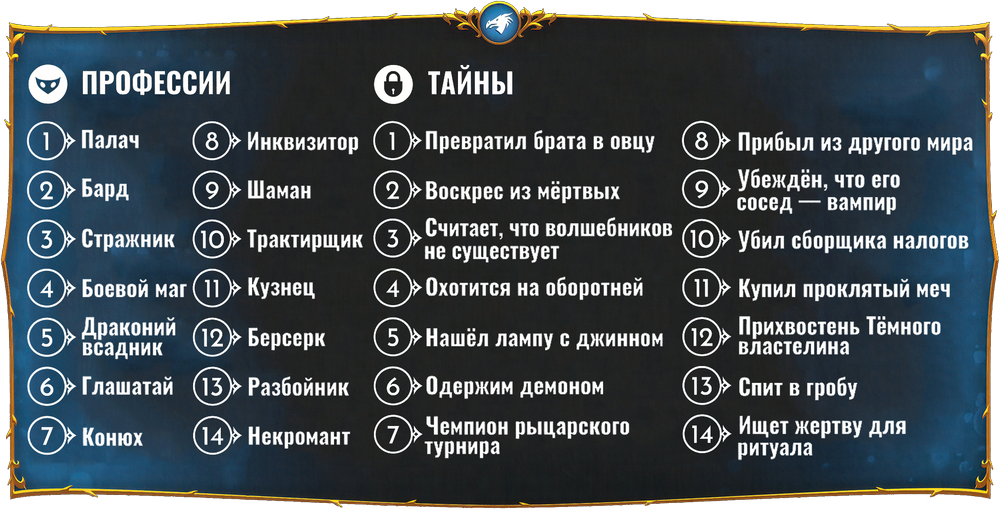 ПРОФЕССИИ
1 Палач
2 Бард
3 Стражник
4 Боевой маг
5 Драконий
всадник
6 Глашатай
7 Конюх
8 Инквизитор
9 Шаман
10 Трактирщик
11 Кузнец
12 Берсерк
13 Разбойник
14 Некромант
ТАЙНЫ
1 Превратил брата в овцу
2 Воскрес из мёртвых
3 Считает, что волшебников
не существует
4 Охотится на оборотней
5 Нашёл лампу с джинном
6 Одержим демоном
7 Чемпион рыцарского
турнира
8 Прибыл из другого мира
9 Убеждён, что его
сосед — вампир
10 Убил сборщика налогов
11 Купил проклятый меч
12 Прихвостень Тёмного
властелина
13 Спит в гробу
14 Ищет жертву для
ритуала